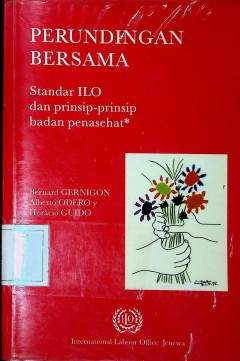 PERUNDINGAN
BERSAMA
Standar ILO
dan prinsip-prinsip
badan penasehat*
Bernard GERNIGON
Alberto ODERO y
Horacio GUIDO
International Labour Office Jenewa